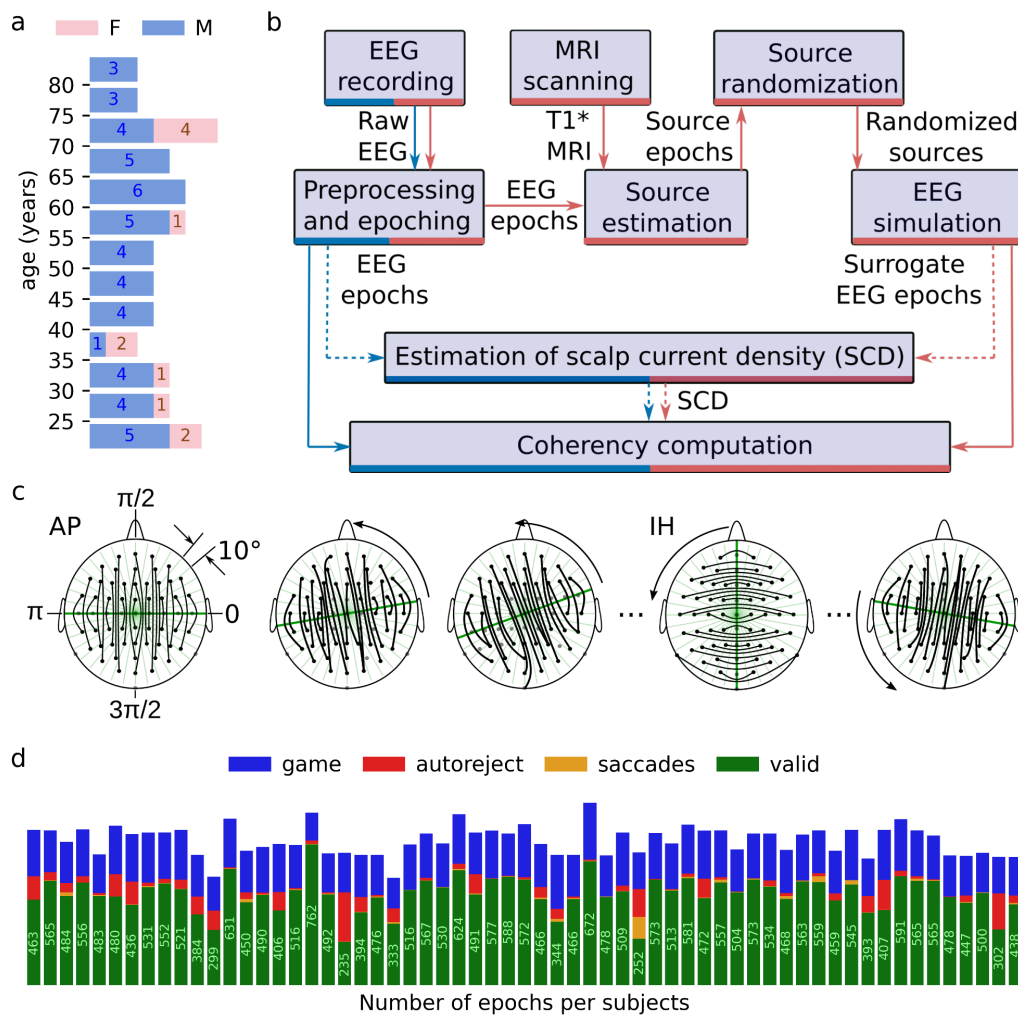 a
F M
age (years)
80
75
70
65
60
55
50
45
40
35
30
25
3
3
4 4
5
6
5 1
4
4
4
1 2
4 1
4 1
5 2
b
EEG
recording
MRI
scanning
Source
randomization
Raw
EEG
T1*
MRI
Source
epochs
Randomized
sources
Preprocessing
and epoching
EEG
epochs
Source
estimation
EEG
simulation
EEG
epochs
Surrogate
EEG epochs
Estimation of scalp current density (SCD)
SCD
Coherency computation
c
AP
π/2
10°
π
0
3π/2
IH
... ...
d
game autoreject saccades valid
463 565 484 556 483 480 436 531 552 521 384 299 631 450 490 406 516 762 492 235 394 476 333 516 567 530 624 491 577 588 572 466 344 466 672 478 509 252 573 513 581 472 557 504 573 534 468 563 559 459 545 393 407 591 565 565 478 447 500 302 438
Number of epochs per subjects